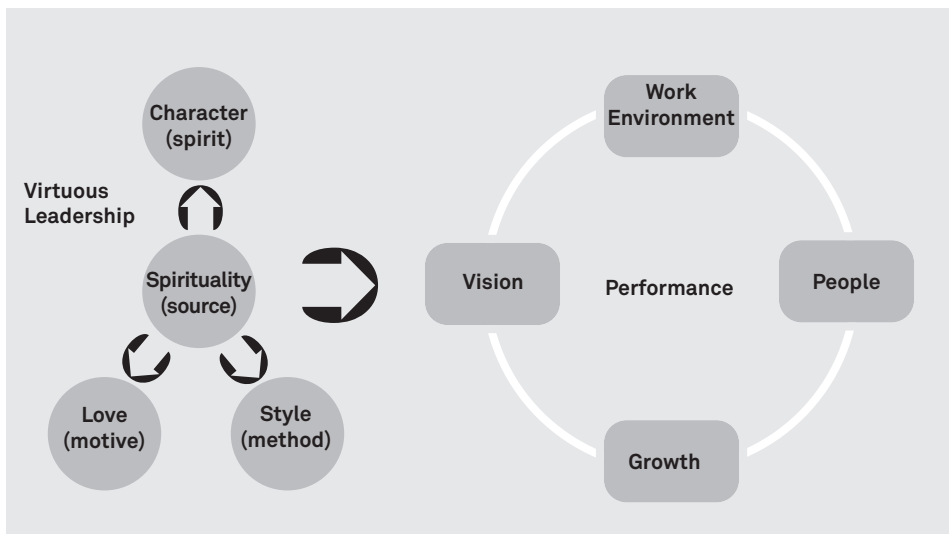 Character
(spirit)
Virtuous
Leadership
Spirituality
(source)
Love
(motive)
Style
(method)
Work
Environment
Vision
Performance
People
Growth